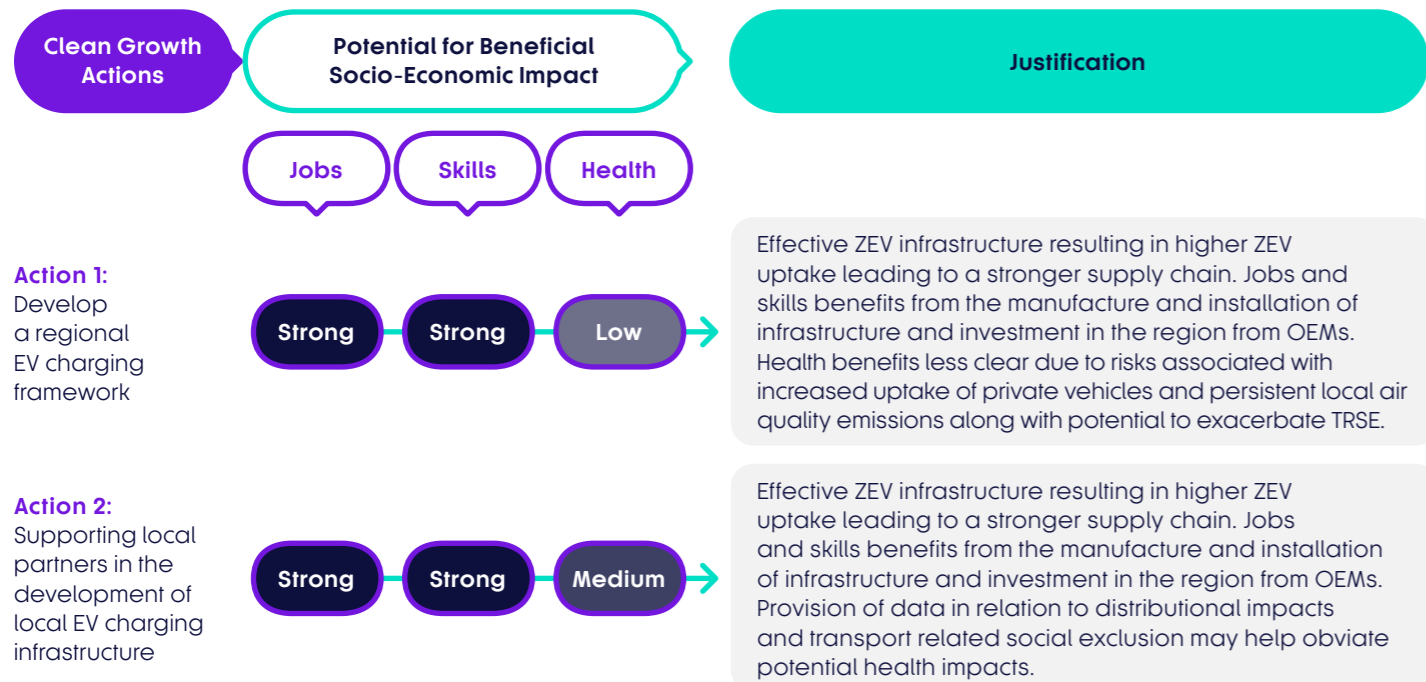 Clean Growth
Actions
Potential for Beneficial
Socio-Economic Impact
Justification
Jobs
Skills
Health
Action 1:
Develop
a regional
EV charging
framework
Strong
Strong
Low
Effective ZEV infrastructure resulting in higher ZEV
uptake leading to a stronger supply chain. Jobs and
skills benefits from the manufacture and installation of
infrastructure and investment in the region from OEMs.
Health benefits less clear due to risks associated with
increased uptake of private vehicles and persistent local air
quality emissions along with potential to exacerbate TRSE.
Action 2:
Supporting local
partners in the
development of
local EV charging
infrastructure
Strong
Strong
Medium
Effective ZEV infrastructure resulting in higher ZEV
uptake leading to a stronger supply chain. Jobs
and skills benefits from the manufacture and installation
of infrastructure and investment in the region from OEMs.
Provision of data in relation to distributional impacts
and transport related social exclusion may help obviate
potential health impacts.